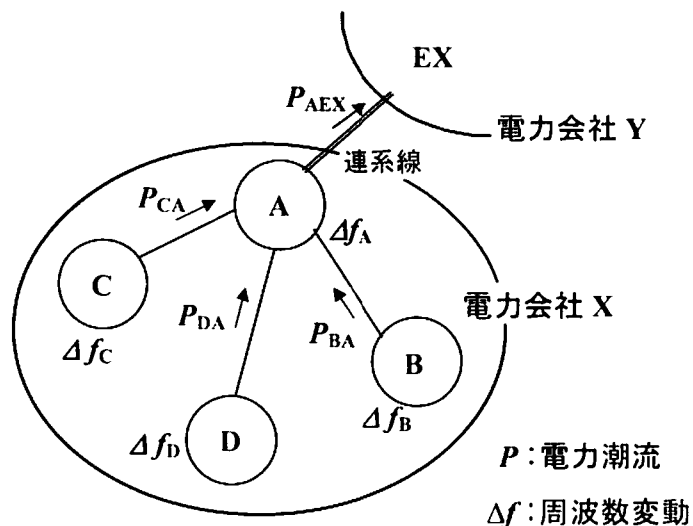 EX
P_AEX
電力会社 Y
連系線
P_CA
A
Δf_A
C
P_DA
電力会社 X
P_BA
Δf_C
B
Δf_B
Δf_D
D
P：電力潮流
Δf：周波数変動